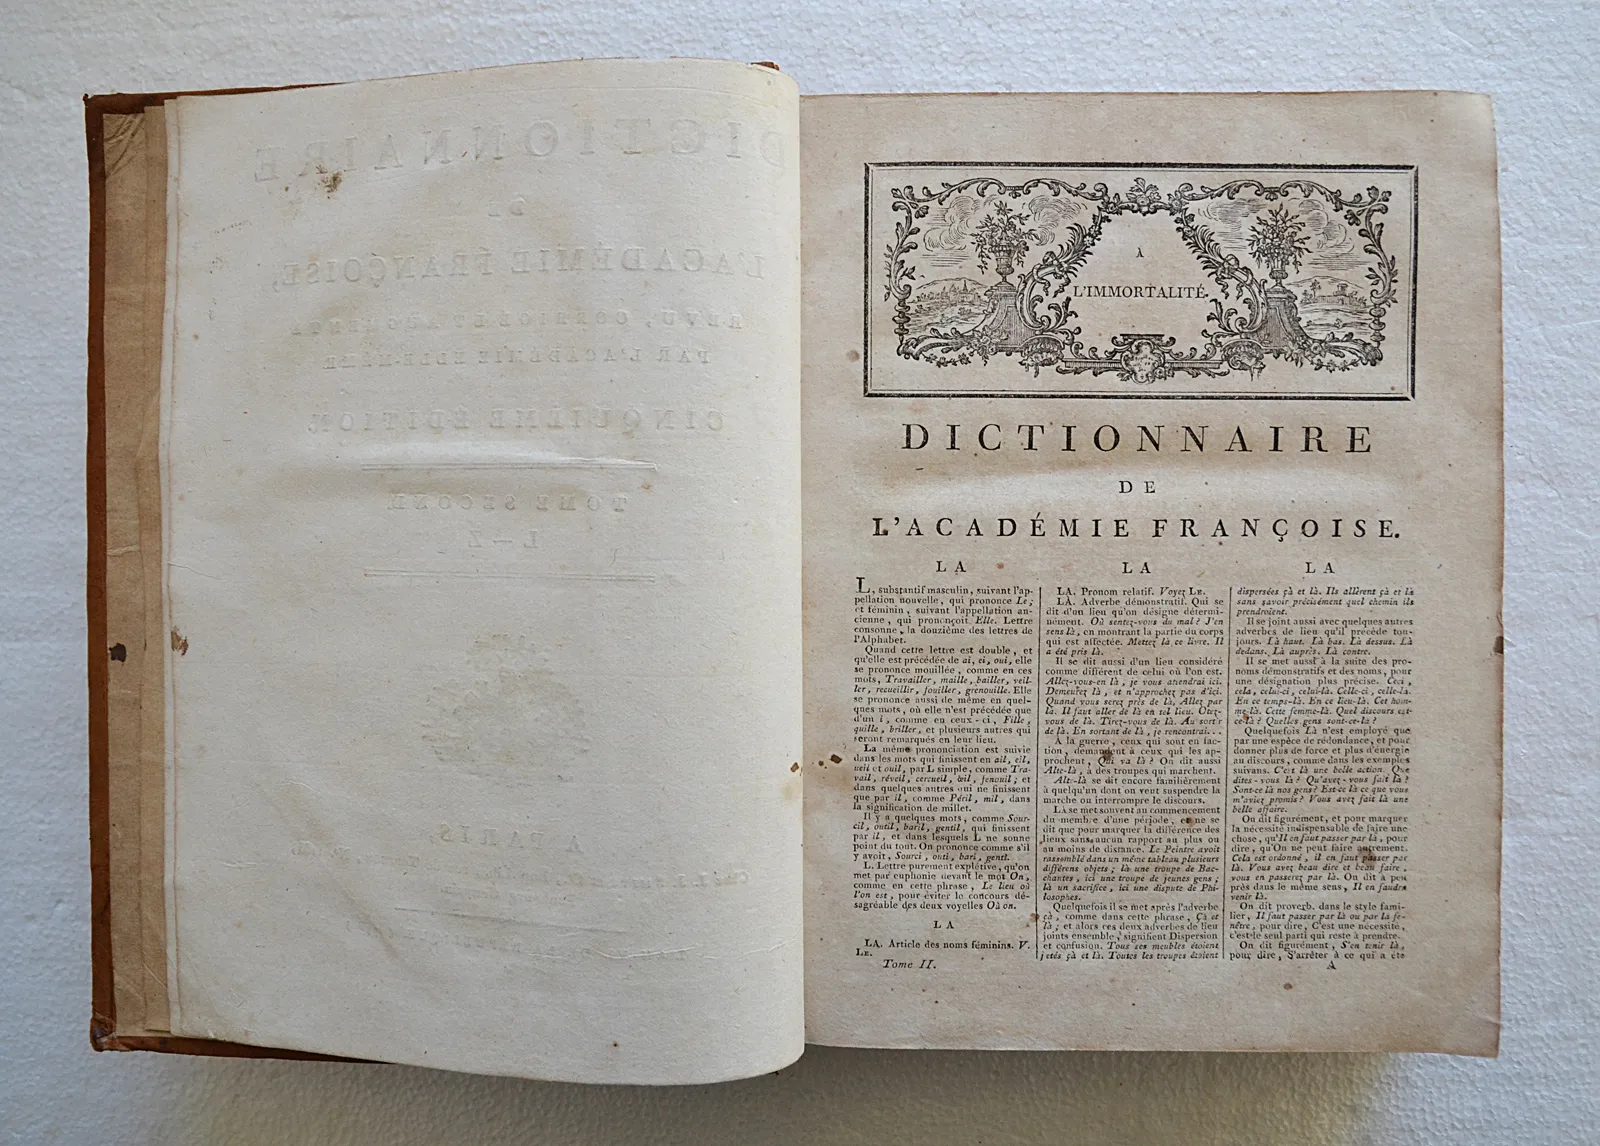 DICTIONNAIRE
DE
L'ACADÉMIE FRANÇOISE,
REVU, CORRIGÉ ET AUGMENTÉ
PAR L'ACADÉMIE ELLE-MÊME
CINQUIÈME ÉDITION
TOME SECOND
L—Z
A PARIS,
À
L'IMMORTALITÉ.
DICTIONNAIRE
DE
L'ACADÉMIE FRANÇOISE.
LA
L, substantif masculin, suivant l'ap-
pellation nouvelle, qui prononce Le;
et féminin, suivant l'appellation an-
cienne, qui prononçoit Elle. Lettre
consonne, la douzième des lettres de
l'Alphabet.
Quand cette lettre est double, et
qu'elle est précédée de ai, ei, oui, elle
se prononce mouillée, comme en ces
mots, Travailler, maille, bailler, veil-
ler, recueillir, jouiller, grenouille. Elle
se prononce aussi de même en quel-
ques mots, où elle n'est précédée que
d'un i, comme en ceux-ci, Fille,
quille, briller, et plusieurs autres qui
seront remarqués en leur lieu.
La même prononciation est suivie
dans les mots qui finissent en ail, eil,
ueil et ouil, par L simple, comme Tra-
vail, réveil, cercueil, œil, fenouil; et
dans quelques autres qui ne finissent
que par il, comme Péril, mil, dans
la signification de millet.
Il y a quelques mots, comme Sour-
cil, outil, baril, gentil, qui finissent
par il, et dans lesquels L ne sonne
point du tout. On prononce comme s'il
y avoit, Sourci, outi, bari, genti.
L. Lettre purement explétive, qu'on
met par euphonie devant le mot On,
comme en cette phrase, Le lieu où
l'on est, pour éviter le concours dé-
sagréable des deux voyelles Où on.
LA
LA. Article des noms féminins. V.
LE.
Tome II.
LA
LA. Pronom relatif. Voyez LE.
LÀ. Adverbe démonstratif. Qui se
dit d'un lieu qu'on désigne détermi-
nément. Où sentez-vous du mal? J'en
sens là, en montrant la partie du corps
qui est affectée. Mettez là ce livre. Il
a été pris là.
Il se dit aussi d'un lieu considéré
comme différent de celui où l'on est.
Allez-vous-en là, je vous attendrai ici.
Demeurez là, et n'approchez pas d'ici.
Quand vous serez près de là. Allez par
là. Il faut aller de là en tel lieu. Ôtez-
vous de là. Tirez-vous de là. Au sortir
de là. En sortant de là, je rencontrai...
À la guerre, ceux qui sont en fac-
tion, demandent à ceux qui les ap-
prochent, Qui va là? On dit aussi
Alte-là, à des troupes qui marchent.
Alte-là se dit encore familièrement
à quelqu'un dont on veut suspendre la
marche ou interrompre le discours.
LÀ se met souvent au commencement
du membre d'une période, et ne se
dit que pour marquer la différence des
lieux sans aucun rapport au plus ou
au moins de distance. Le Peintre avoit
rassemblé dans un même tableau plusieurs
différens objets; là une troupe de Bac-
chantes, ici une troupe de jeunes gens;
là un sacrifice, ici une dispute de Phi-
losophes.
Quelquefois il se met après l'adverbe
çà, comme dans cette phrase, Çà et
là; et alors ces deux adverbes de lieu
joints ensemble, signifient Dispersion
et confusion. Tous ses meubles étoient
jetés çà et là. Toutes les troupes étoient
LA
dispersées çà et là. Ils allèrent çà et là
sans savoir précisément quel chemin ils
prendroient.
Il se joint aussi avec quelques autres
adverbes de lieu qu'il précède tou-
jours. Là haut. Là bas. Là dessus. Là
dedans. Là auprès. Là contre.
Il se met aussi à la suite des pro-
noms démonstratifs et des noms, pour
une désignation plus précise. Ceci,
cela, celui-ci, celui-là. Celle-ci, celle-là.
En ce temps-là. En ce lieu-là. Cet hom-
me-là. Cette femme-là. Quel discours est-
ce-là? Quelles gens sont-ce-là?
Quelquefois Là n'est employé que
par une espèce de rédondance, et pour
donner plus de force et plus d'énergie
au discours, comme dans les exemples
suivans. C'est là une belle action. Que
dites-vous là? Qu'avez-vous fait là?
Sont-ce là nos gens? Est-ce là ce que vous
m'aviez promis? Vous avez fait là une
belle affaire.
On dit figurément, et pour marquer
la nécessité indispensable de faire une
chose, qu'Il en faut passer par là, pour
dire, qu'On ne peut faire autrement.
Cela est ordonné, il en faut passer par
là. Vous avez beau dire et beau faire,
vous en passerez par là. On dit à peu
près dans le même sens, Il en faudra
venir là.
On dit proverb. dans le style fami-
lier, Il faut passer par là ou par la fe-
nêtre, pour dire, C'est une nécessité,
c'est le seul parti qui reste à prendre.
On dit figurément, S'en tenir là,
pour dire, S'arrêter à ce qui a été
A